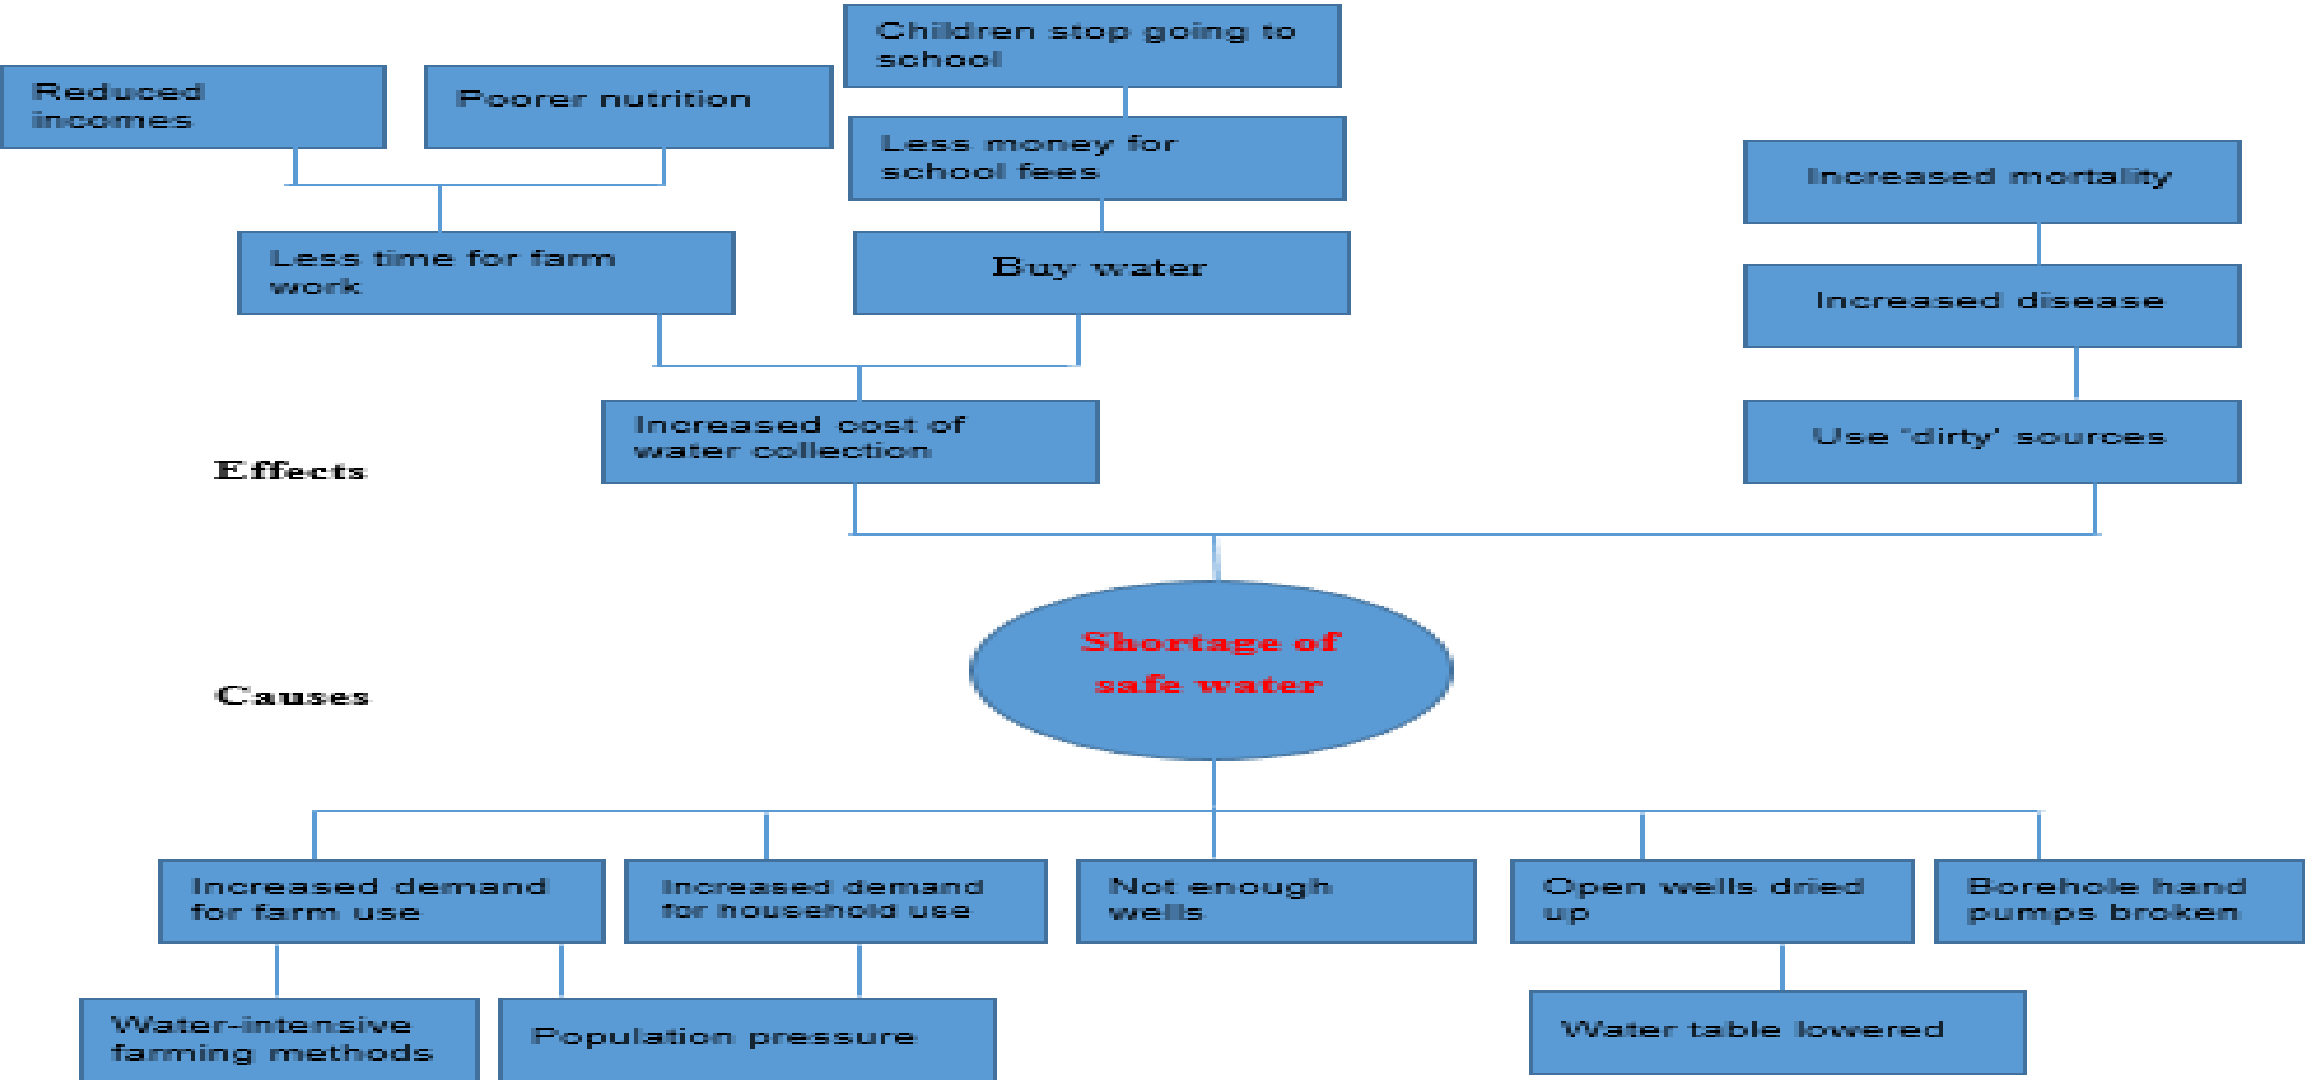 Children stop going to
school
Reduced
incomes
Poorer nutrition
Less money for
school fees
Increased mortality
Less time for farm
work
Buy water
Increased disease
Increased cost of
water collection
Use 'dirty' sources
Effects
Shortage of
safe water
Causes
Increased demand
for farm use
Increased demand
for household use
Not enough
wells
Open wells dried
up
Borehole hand
pumps broken
Water-intensive
farming methods
Population pressure
Water table lowered